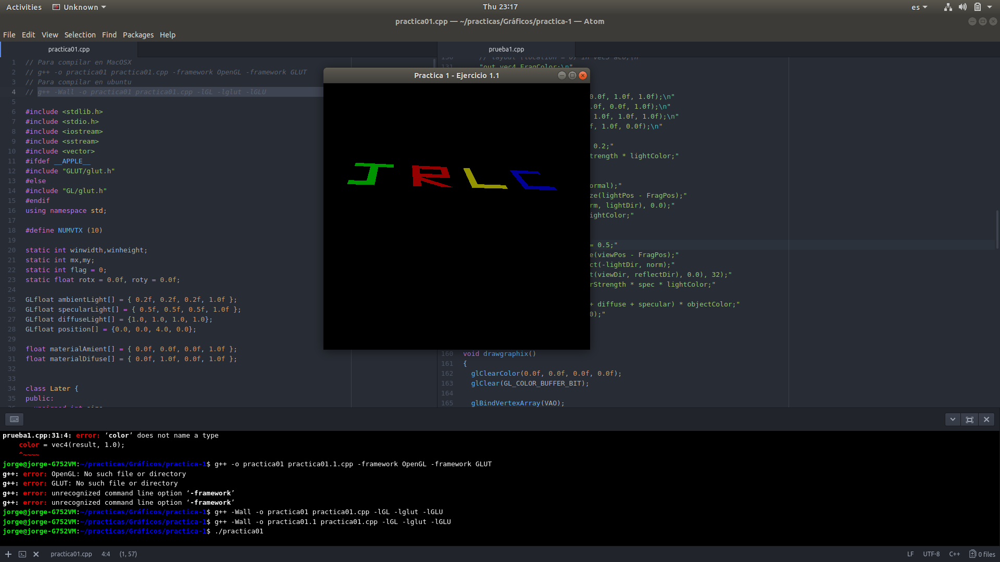 Activities Unknown Thu 23:17 es
practica01.cpp — ~/practicas/Gráficos/practica-1 — Atom
File Edit View Selection Find Packages Help
practica01.cpp
1 // Para compilar en MacOSX
2 // g++ -o practica01 practica01.cpp -framework OpenGL -framework GLUT
3 // Para compilar en ubuntu
4 // g++ -Wall -o practica01 practica01.cpp -lGL -lglut -lGLU
5
6 #include <stdlib.h>
7 #include <stdio.h>
8 #include <iostream>
9 #include <sstream>
10 #include <vector>
11 #ifdef __APPLE__
12 #include "GLUT/glut.h"
13 #else
14 #include "GL/glut.h"
15 #endif
16 using namespace std;
17
18 #define NUMVTX (10)
19
20 static int winwidth,winheight;
21 static int mx,my;
22 static int flag = 0;
23 static float rotx = 0.0f, roty = 0.0f;
24
25 GLfloat ambientLight[] = { 0.2f, 0.2f, 0.2f, 1.0f };
26 GLfloat specularLight[] = { 0.5f, 0.5f, 0.5f, 1.0f };
27 GLfloat diffuseLight[] = {1.0, 1.0, 1.0, 1.0};
28 GLfloat position[] = {0.0, 0.0, 4.0, 0.0};
29
30 float materialAmient[] = { 0.0f, 0.0f, 0.0f, 1.0f };
31 float materialDifuse[] = { 0.0f, 1.0f, 0.0f, 1.0f };
32
33
34 class Later {
35 public:
Practica 1 - Ejercicio 1.1
J R L C
prueba1.cpp
131 "out vec4 FragColor;\n"
0.0f, 1.0f, 1.0f);\n"
.0f, 0.0f, 1.0f);\n"
1.0f, 1.0f, 1.0f);\n"
f, 1.0f, 0.0f);\n"
0.2;"
trength * lightColor;"
ormal);"
ze(lightPos - FragPos);"
rm, lightDir), 0.0);"
ightColor;"
= 0.5;"
e(viewPos - FragPos);"
ct(-lightDir, norm);"
t(viewDir, reflectDir), 0.0), 32);"
rStrength * spec * lightColor;"
+ diffuse + specular) * objectColor;"
0);"
160 void drawgraphix()
161 {
162 glClearColor(0.0f, 0.0f, 0.0f, 0.0f);
163 glClear(GL_COLOR_BUFFER_BIT);
164
165 glBindVertexArray(VAO);
prueba1.cpp:31:4: error: ‘color’ does not name a type
color = vec4(result, 1.0);
^~~~~
jorge@jorge-G752VM:~/practicas/Gráficos/practica-1$ g++ -o practica01 practica01.1.cpp -framework OpenGL -framework GLUT
g++: error: OpenGL: No such file or directory
g++: error: GLUT: No such file or directory
g++: error: unrecognized command line option ‘-framework’
g++: error: unrecognized command line option ‘-framework’
jorge@jorge-G752VM:~/practicas/Gráficos/practica-1$ g++ -Wall -o practica01 practica01.cpp -lGL -lglut -lGLU
jorge@jorge-G752VM:~/practicas/Gráficos/practica-1$ g++ -Wall -o practica01.1 practica01.cpp -lGL -lglut -lGLU
jorge@jorge-G752VM:~/practicas/Gráficos/practica-1$ ./practica01
practica01.cpp 4:4 (1, 57) LF UTF-8 C++ 0 files